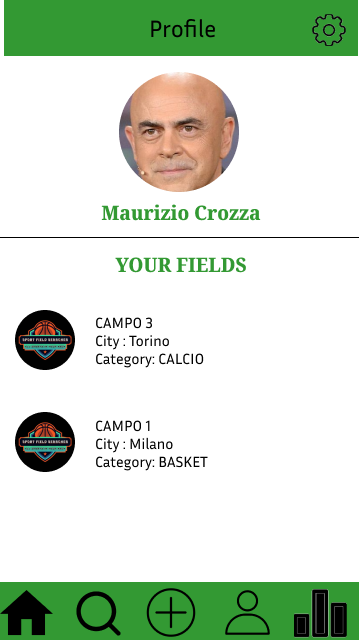 Profile
Maurizio Crozza
YOUR FIELDS
CAMPO 3
City : Torino
Category: CALCIO
SPORT FIELD SEARCHER
CAMPO 1
City : Milano
Category: BASKET
SPORT FIELD SEARCHER